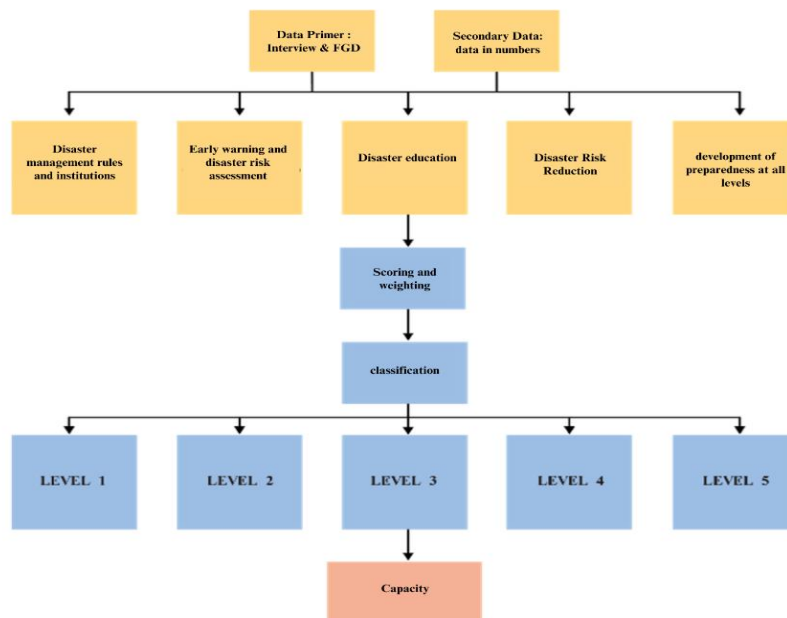 Data Primer :
Interview & FGD
Secondary Data:
data in numbers
Disaster
management rules
and institutions
Early warning and
disaster risk
assessment
Disaster education
Disaster Risk
Reduction
development of
preparedness at all
levels
Scoring and
weighting
classification
LEVEL 1
LEVEL 2
LEVEL 3
LEVEL 4
LEVEL 5
Capacity